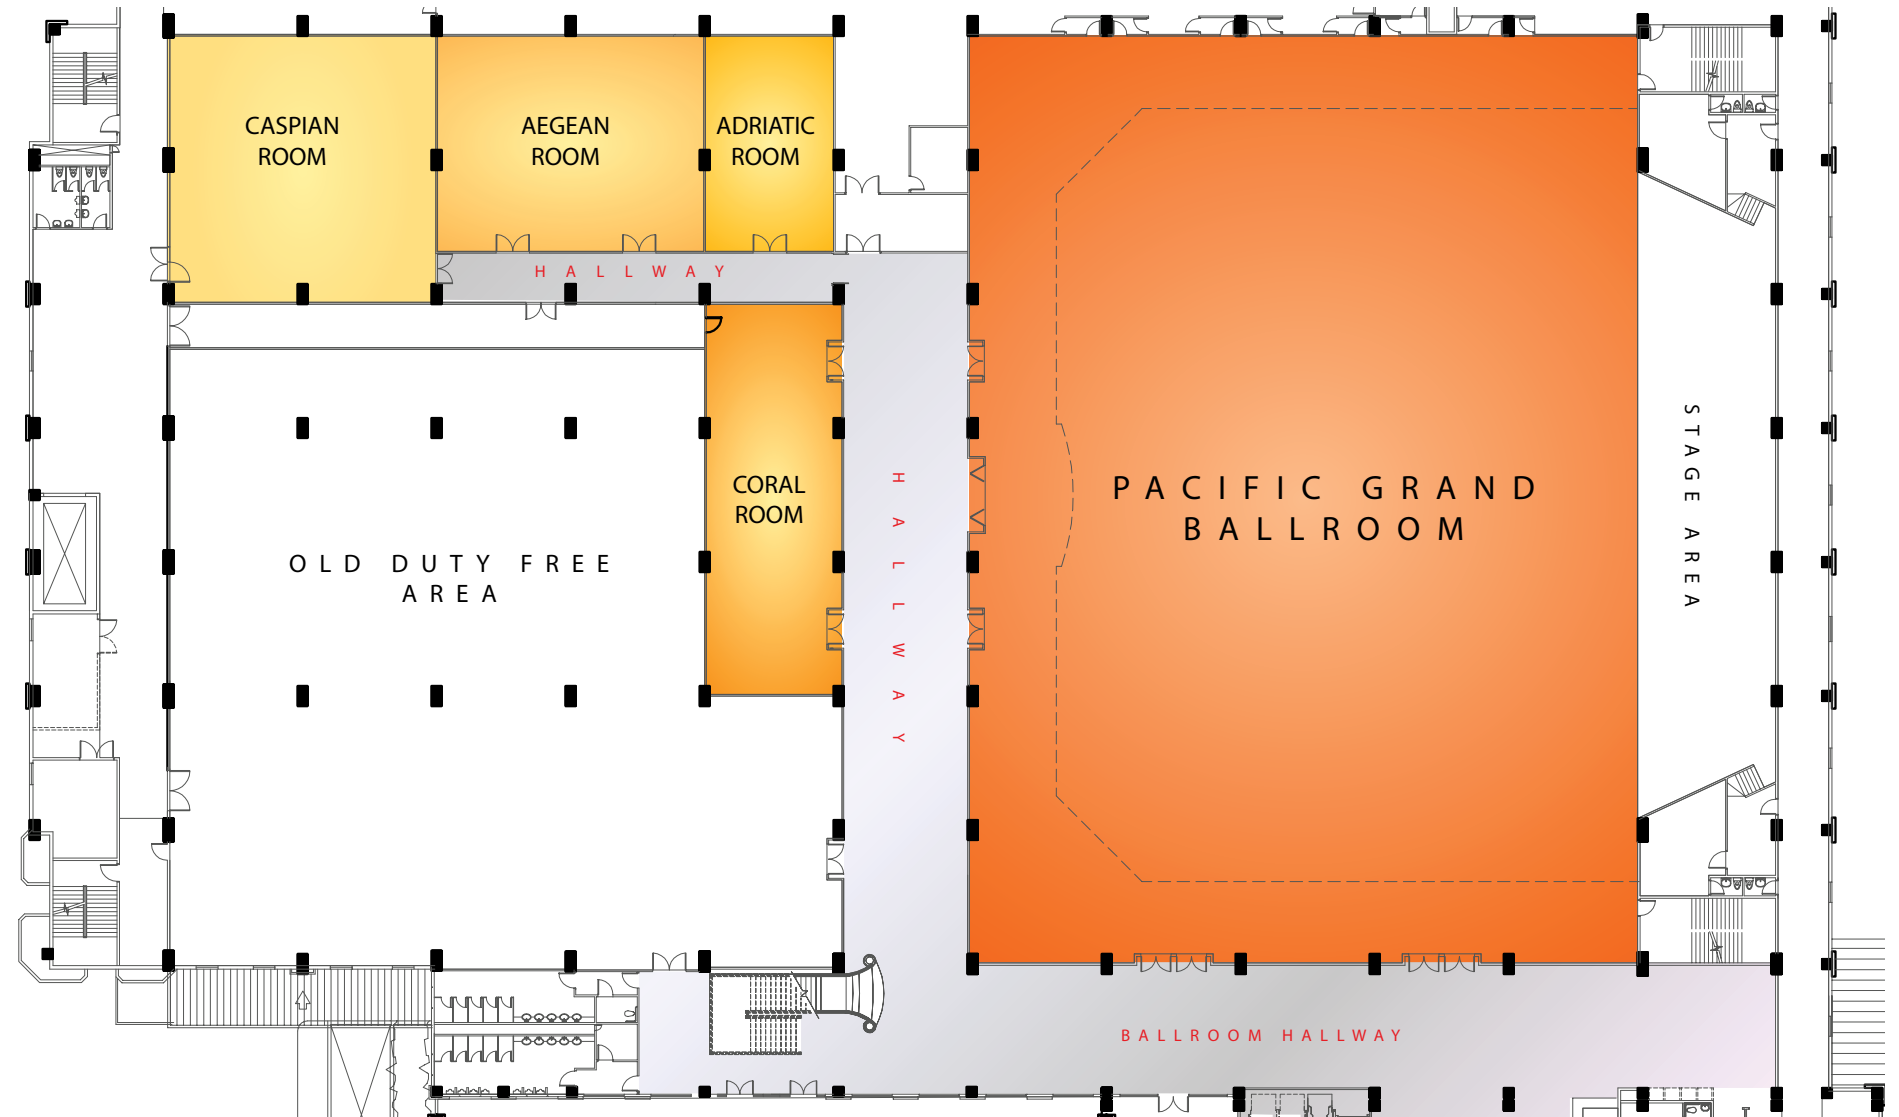 CASPIAN
ROOM
AEGEAN
ROOM
ADRIATIC
ROOM
HALLWAY
CORAL
ROOM
HALLWAY
PACIFIC GRAND
BALLROOM
STAGE AREA
OLD DUTY FREE
AREA
BALLROOM HALLWAY